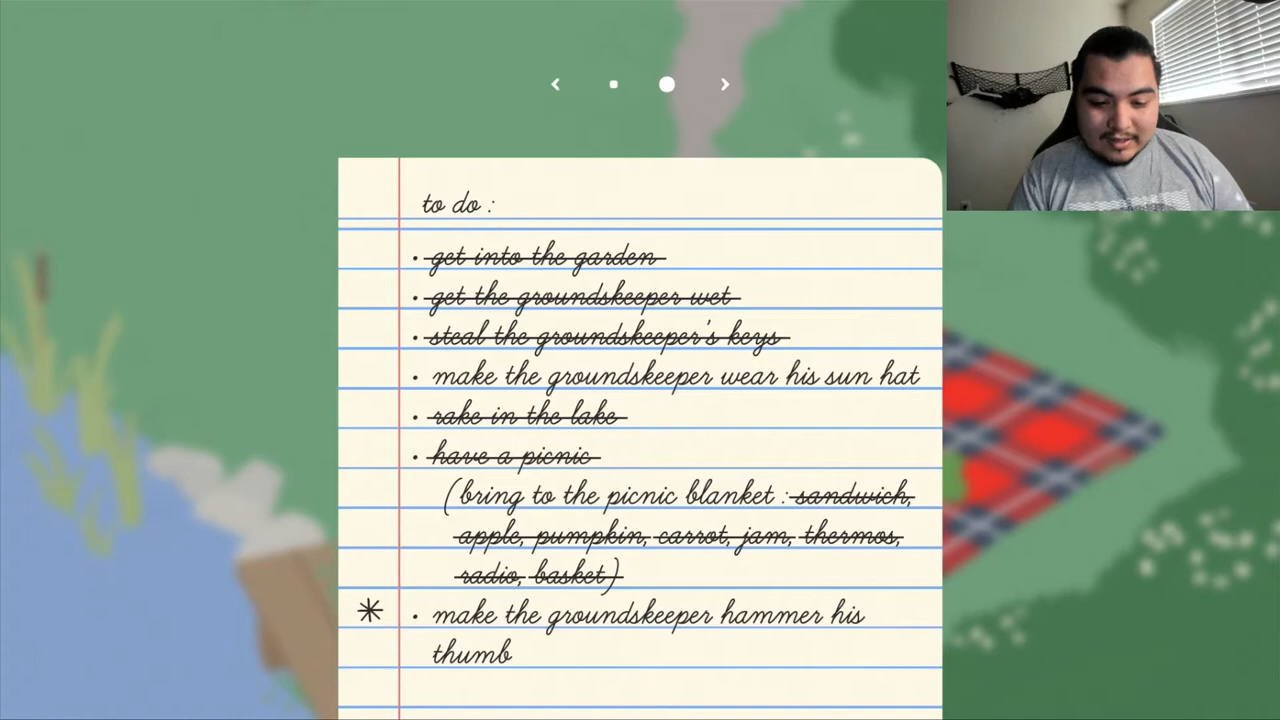 to do :
· get into the garden
· get the groundskeeper wet
· steal the groundskeeper's keys
· make the groundskeeper wear his sun hat
· rake in the lake
· have a picnic
(bring to the picnic blanket : sandwich,
apple, pumpkin, carrot, jam, thermos,
radio, basket)
* · make the groundskeeper hammer his
thumb